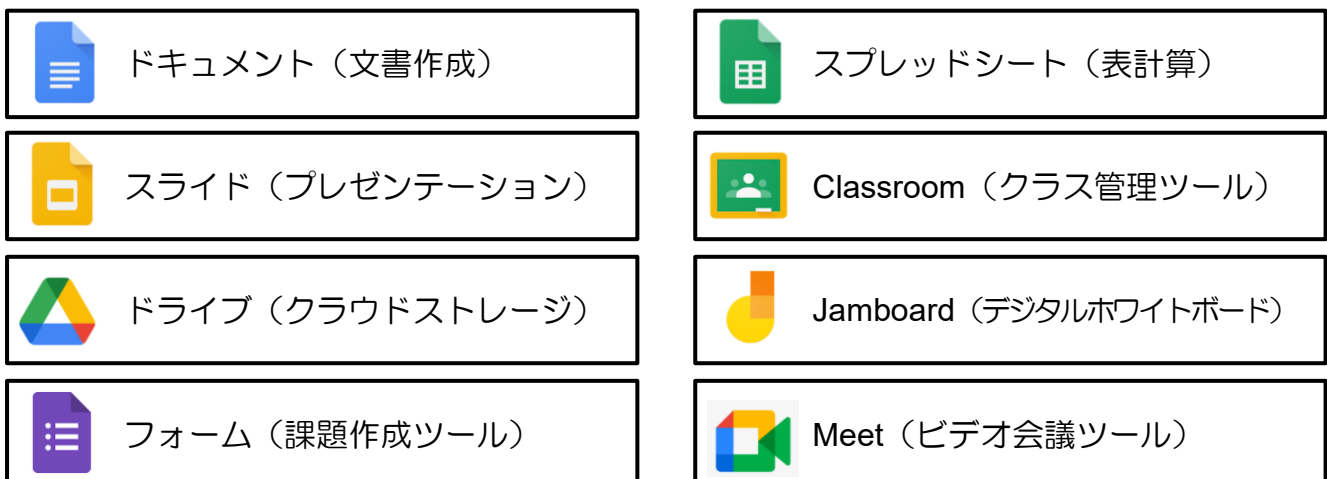 ドキュメント（文書作成）
スプレッドシート（表計算）
スライド（プレゼンテーション）
Classroom（クラス管理ツール）
ドライブ（クラウドストレージ）
Jamboard（デジタルホワイトボード）
フォーム（課題作成ツール）
Meet（ビデオ会議ツール）